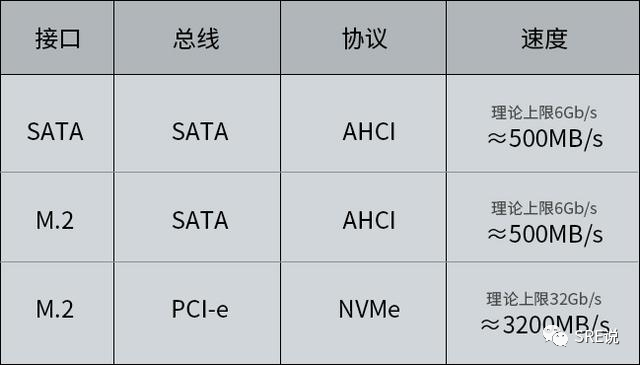 接口 总线 协议 速度
SATA SATA AHCI 理论上限6Gb/s
≈500MB/s
M.2 SATA AHCI 理论上限6Gb/s
≈500MB/s
M.2 PCI-e NVMe 理论上限32Gb/s
≈3200MB/s
SRE说